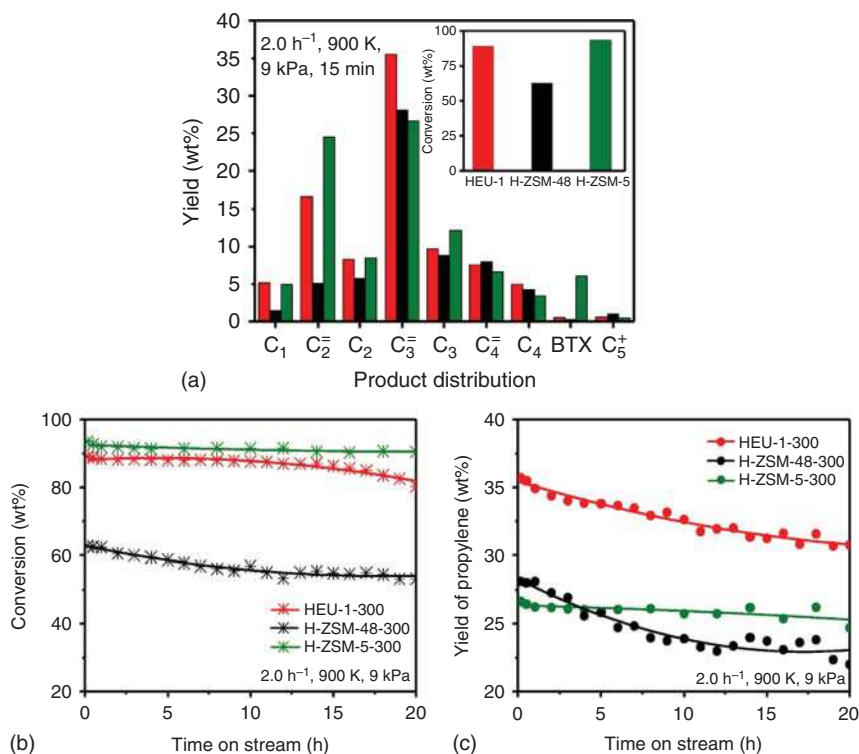 40
35
30
25
20
15
10
5
0
Yield (wt%)
2.0 h⁻¹, 900 K,
9 kPa, 15 min
100
75
50
25
0
Conversion (wt%)
HEU-1 H-ZSM-48 H-ZSM-5
C₁ C₂⁼ C₂ C₃⁼ C₃ C₄⁼ C₄ BTX C₅⁺
(a) Product distribution
100
80
60
40
20
Conversion (wt%)
HEU-1-300
H-ZSM-48-300
H-ZSM-5-300
2.0 h⁻¹, 900 K, 9 kPa
0 5 10 15 20
(b) Time on stream (h)
40
35
30
25
20
Yield of propylene (wt%)
HEU-1-300
H-ZSM-48-300
H-ZSM-5-300
2.0 h⁻¹, 900 K, 9 kPa
0 5 10 15 20
(c) Time on stream (h)